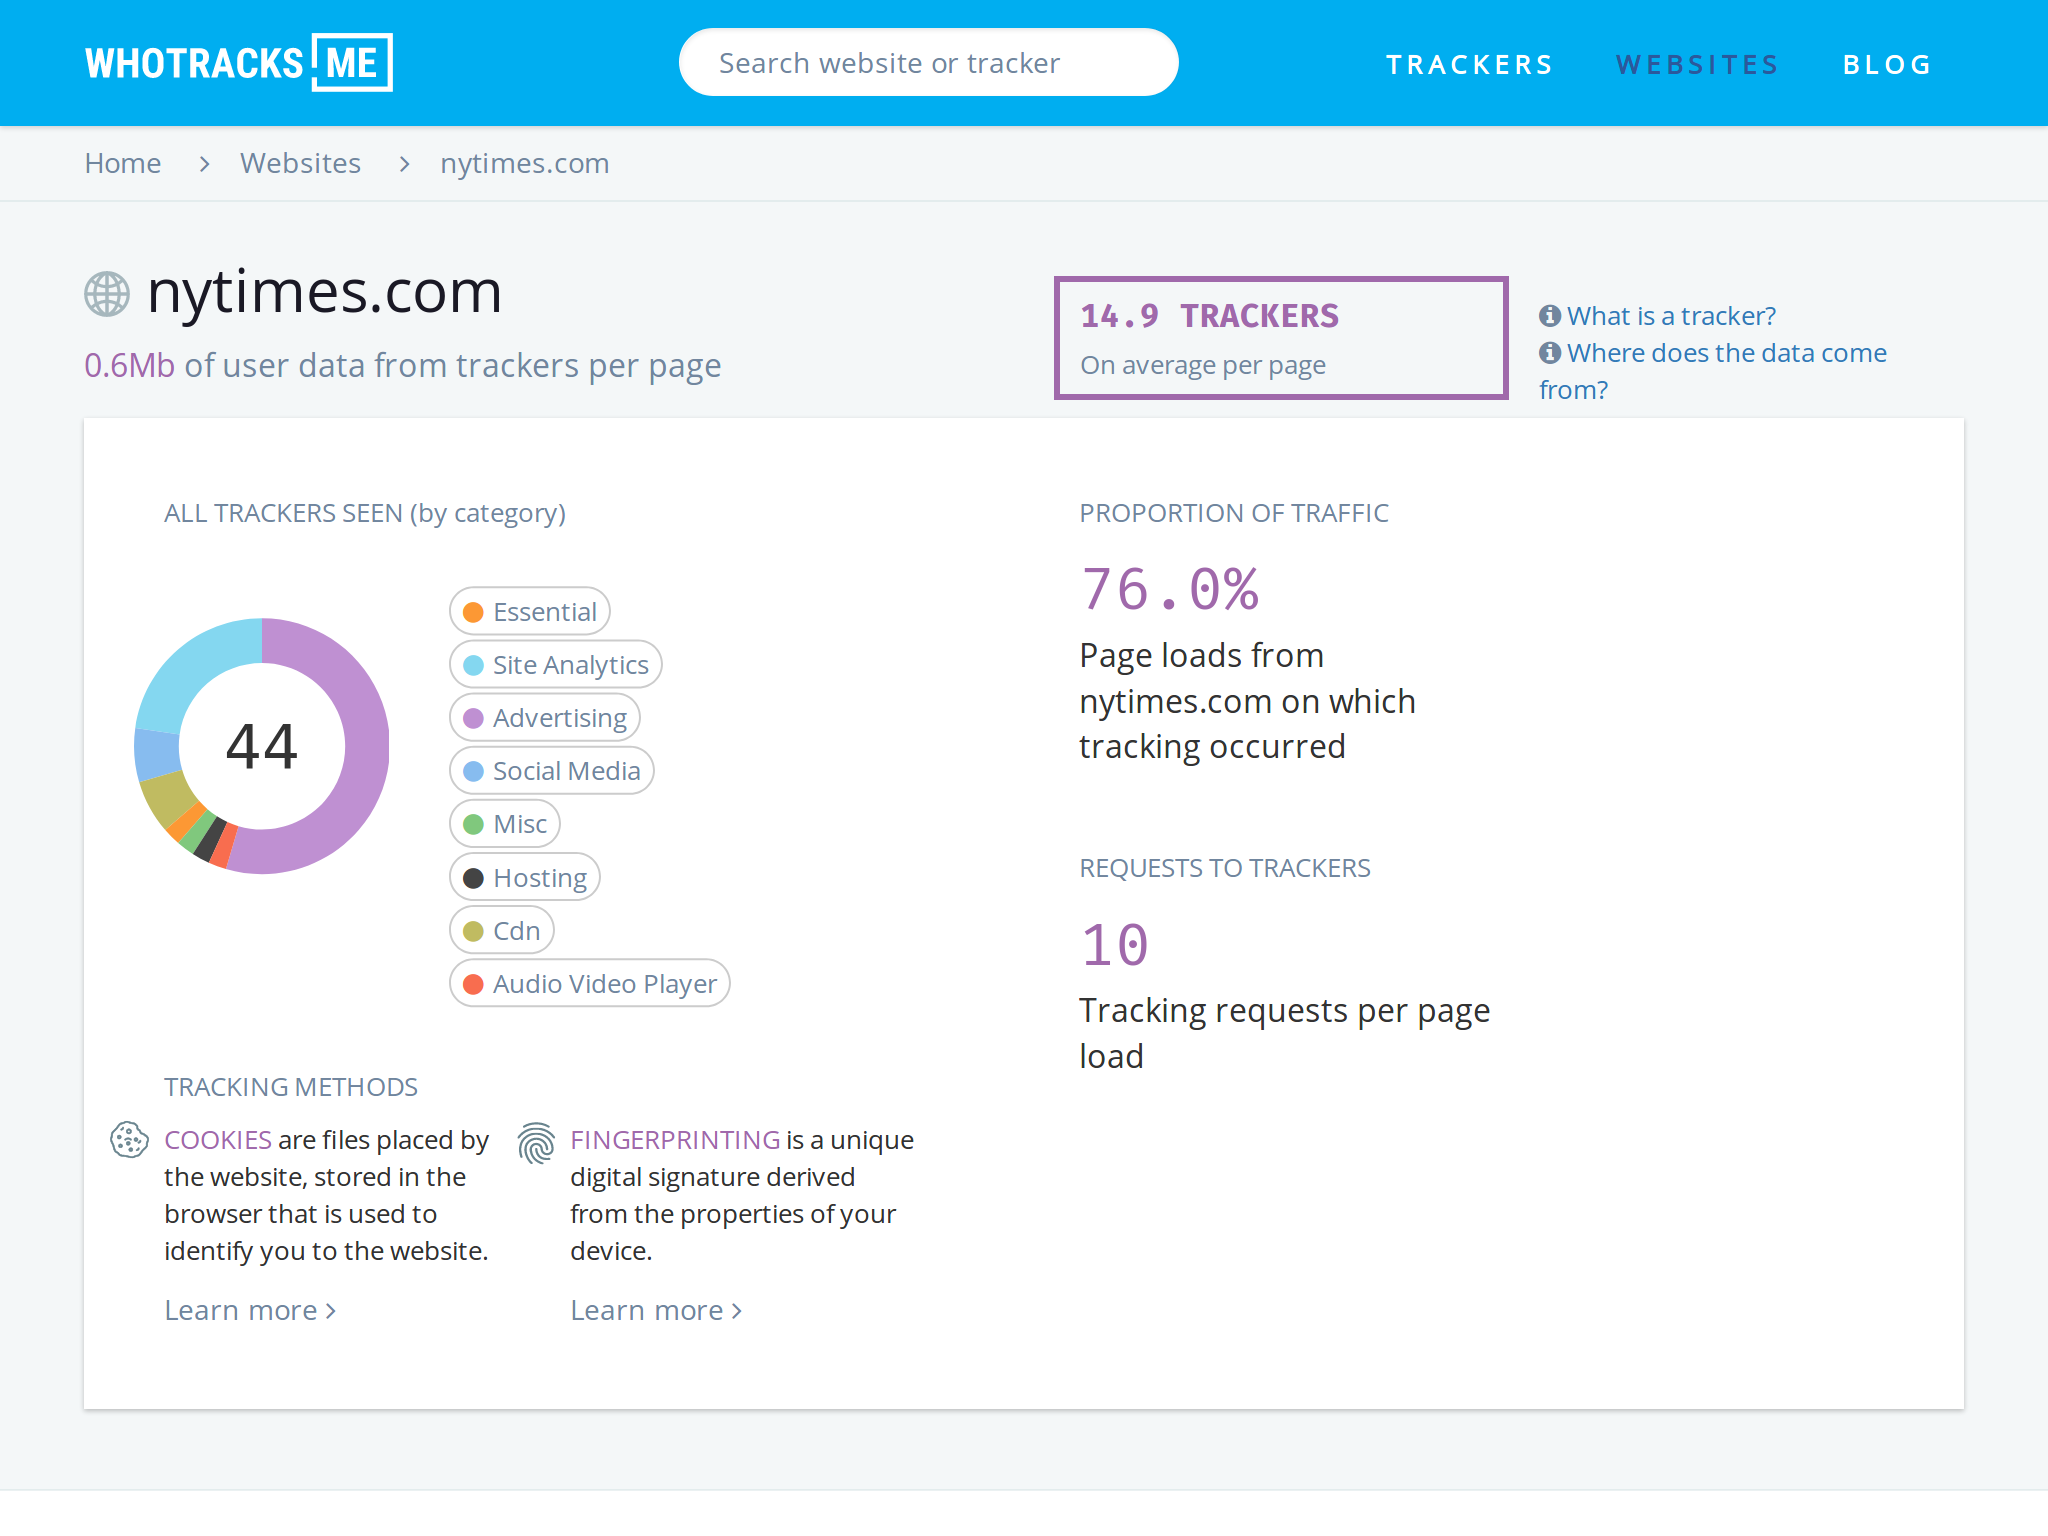 WHOTRACKS ME
Search website or tracker
TRACKERS
WEBSITES
BLOG
Home > Websites > nytimes.com
nytimes.com
0.6Mb of user data from trackers per page
14.9 TRACKERS
On average per page
What is a tracker?
Where does the data come
from?
ALL TRACKERS SEEN (by category)
44
Essential
Site Analytics
Advertising
Social Media
Misc
Hosting
Cdn
Audio Video Player
TRACKING METHODS
COOKIES are files placed by
the website, stored in the
browser that is used to
identify you to the website.
Learn more >
FINGERPRINTING is a unique
digital signature derived
from the properties of your
device.
Learn more >
PROPORTION OF TRAFFIC
76.0%
Page loads from
nytimes.com on which
tracking occurred
REQUESTS TO TRACKERS
10
Tracking requests per page
load